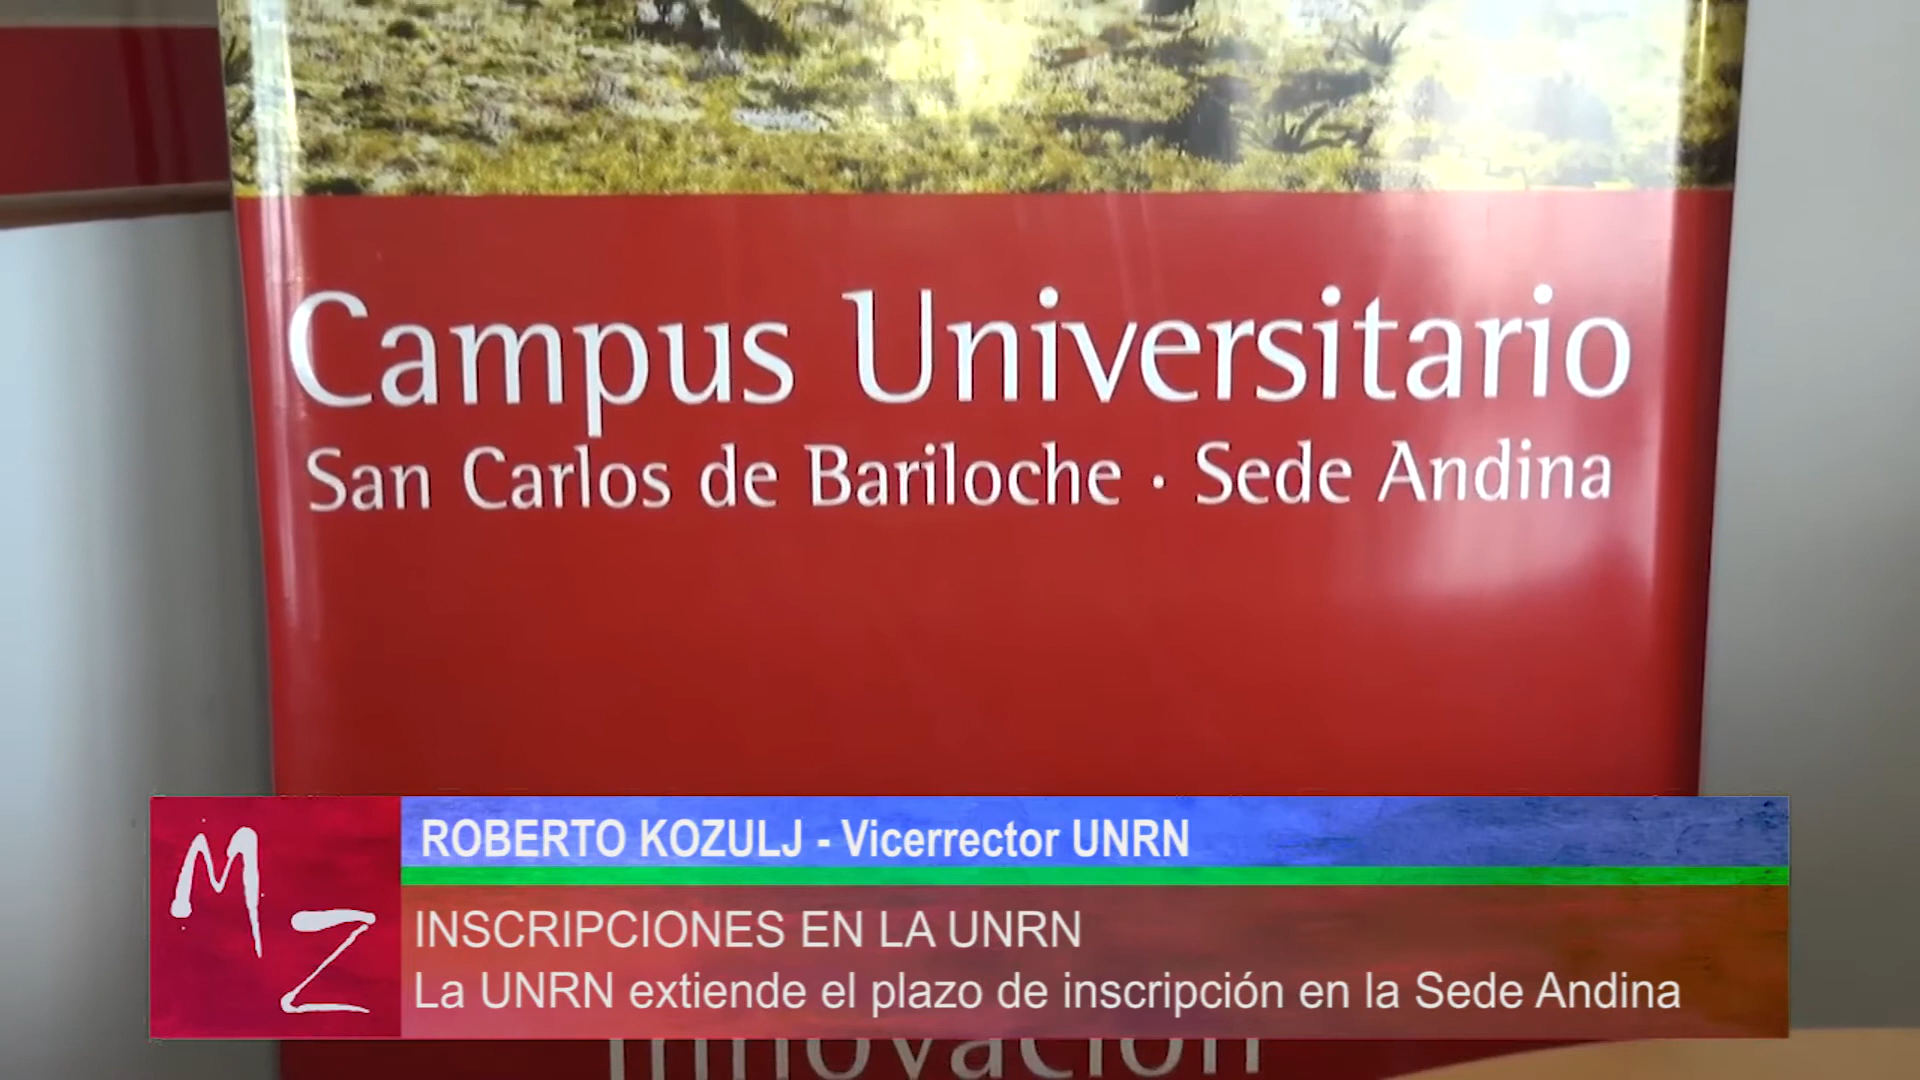 Campus Universitario
San Carlos de Bariloche · Sede Andina
MZ
ROBERTO KOZULJ - Vicerrector UNRN
INSCRIPCIONES EN LA UNRN
La UNRN extiende el plazo de inscripción en la Sede Andina
Innovación